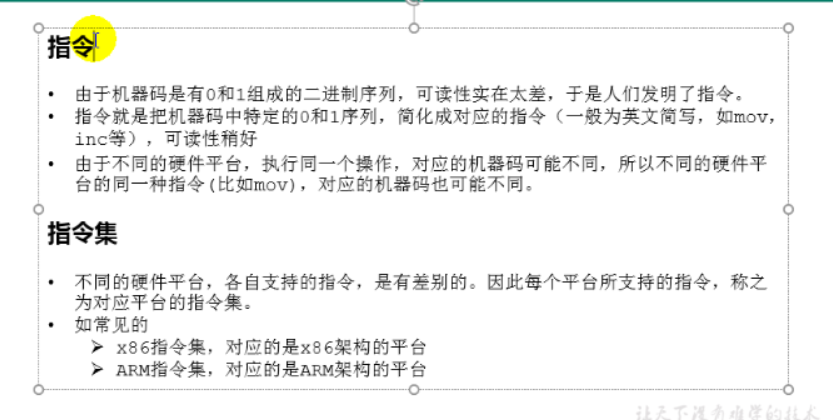 指令
• 由于机器码是有0和1组成的二进制序列，可读性实在太差，于是人们发明了指令。
• 指令就是把机器码中特定的0和1序列，简化成对应的指令（一般为英文简写，如mov，
inc等），可读性稍好
• 由于不同的硬件平台，执行同一个操作，对应的机器码可能不同，所以不同的硬件平
台的同一种指令(比如mov)，对应的机器码也可能不同。
指令集
• 不同的硬件平台，各自支持的指令，是有差别的。因此每个平台所支持的指令，称之
为对应平台的指令集。
• 如常见的
➢ x86指令集，对应的是x86架构的平台
➢ ARM指令集，对应的是ARM架构的平台
让天下没有难学的技术